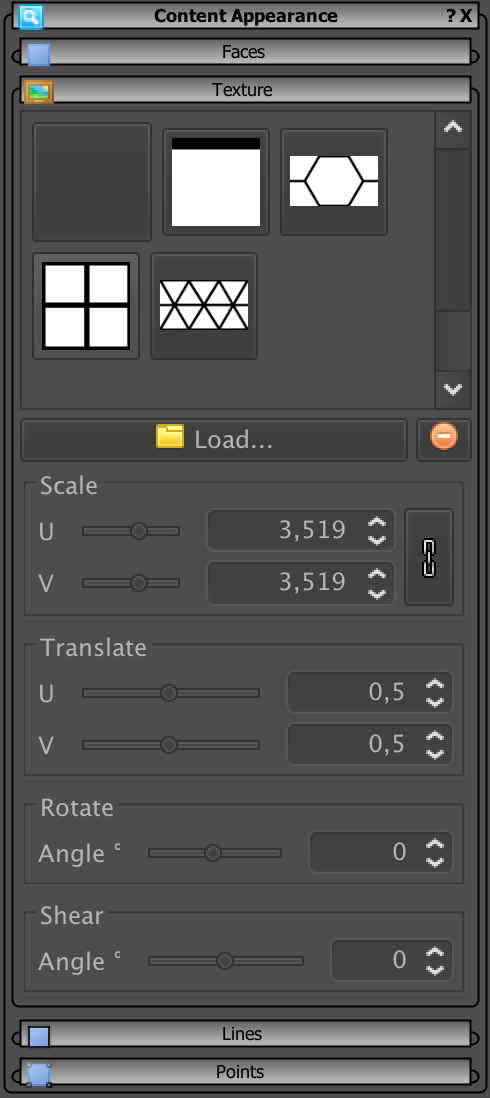 Content Appearance ? X
Faces
Texture
Load...
Scale
U 3,519
V 3,519
Translate
U 0,5
V 0,5
Rotate
Angle ° 0
Shear
Angle ° 0
Lines
Points